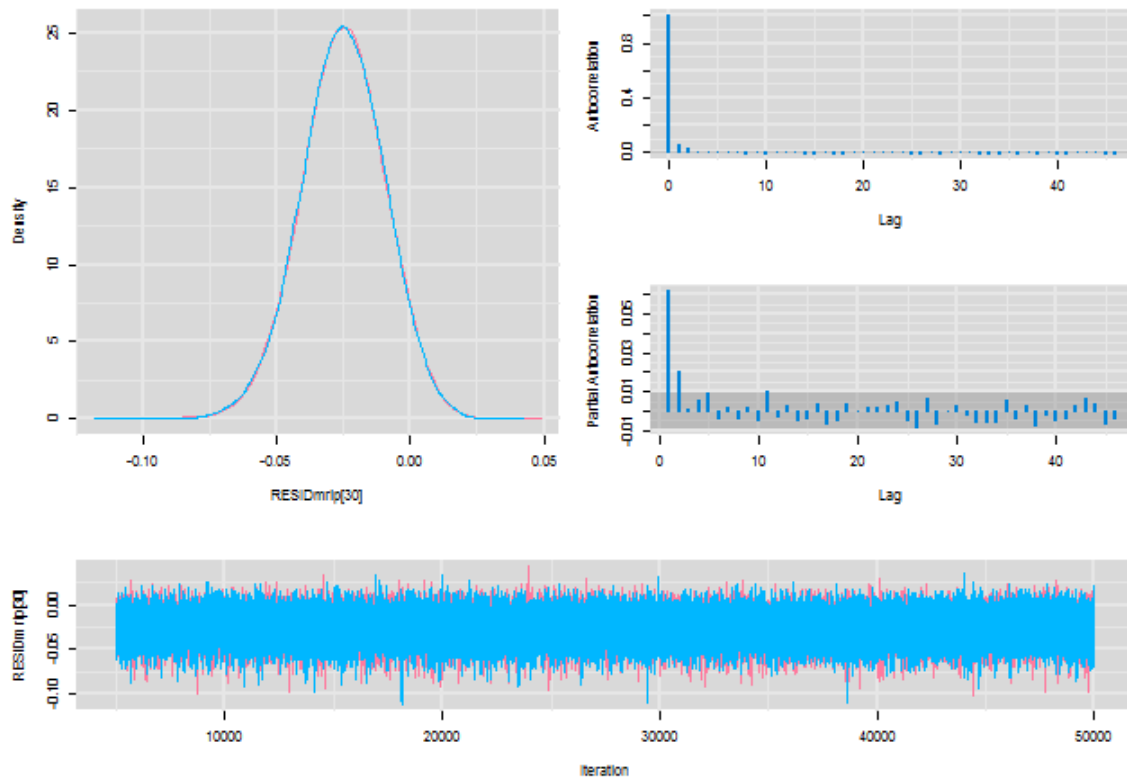 Density
25
20
15
10
5
0
-0.10 -0.05 0.00 0.05
RESIDmrip[30]
Autocorrelation
0.8
0.4
0.0
0 10 20 30 40
Lag
Partial Autocorrelation
0.05
0.03
0.01
-0.01
0 10 20 30 40
Lag
RESIDmrip[30]
0.00
-0.05
-0.10
10000 20000 30000 40000 50000
Iteration